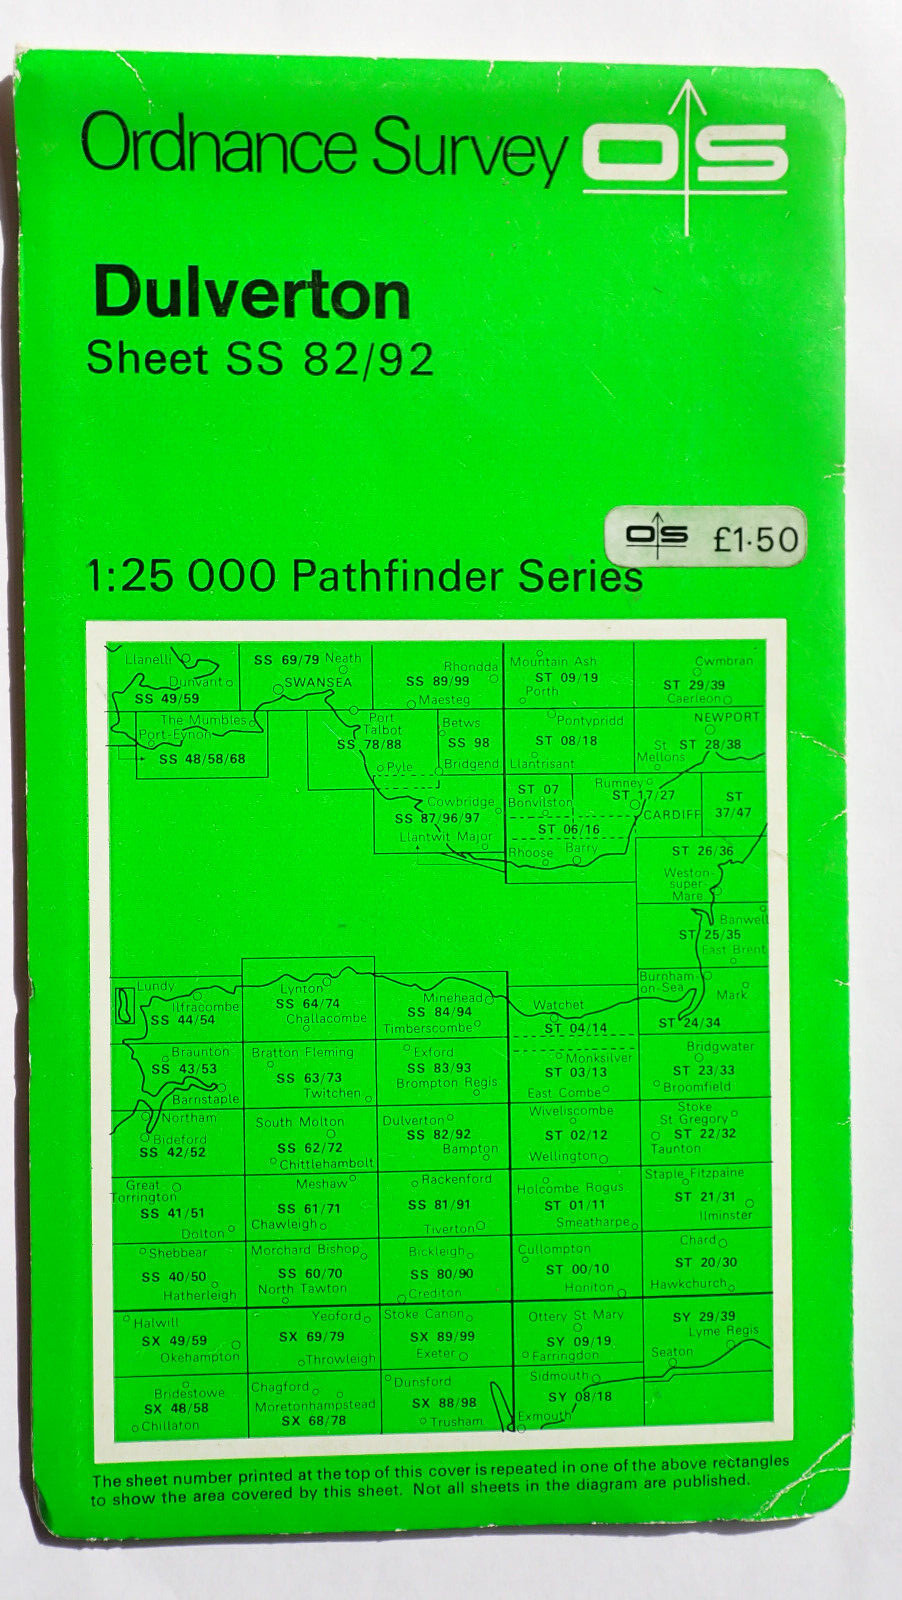 Ordnance Survey OS
Dulverton
Sheet SS 82/92
OS £1·50
1:25 000 Pathfinder Series
Llanelli
Dunvant
SS 49/59
SS 69/79 Neath
SWANSEA
Rhondda
SS 89/99
Maesteg
Mountain Ash
ST 09/19
Porth
Cwmbran
ST 29/39
Caerleon
The Mumbles
Port-Eynon
SS 48/58/68
Port
Talbot
SS 78/88
Pyle
Betws
SS 98
Bridgend
Pontypridd
ST 08/18
Llantrisant
NEWPORT
St
Mellons
ST 28/38
Cowbridge
SS 87/96/97
Llantwit Major
ST 07
Bonvilston
ST 06/16
Rhoose
Barry
Rumney
ST 17/27
CARDIFF
ST
37/47
ST 26/36
Weston-
super-
Mare
Banwell
ST 25/35
East Brent
Lundy
Ilfracombe
SS 44/54
Lynton
SS 64/74
Challacombe
Minehead
SS 84/94
Timberscombe
Watchet
ST 04/14
Burnham-
on-Sea
Mark
ST 24/34
Braunton
SS 43/53
Barnstaple
Bratton Fleming
SS 63/73
Twitchen
Exford
SS 83/93
Brompton Regis
Monksilver
ST 03/13
East Combe
Bridgwater
ST 23/33
Broomfield
Northam
Bideford
SS 42/52
South Molton
SS 62/72
Chittlehambolt
Dulverton
SS 82/92
Bampton
Wiveliscombe
ST 02/12
Wellington
Stoke
St Gregory
ST 22/32
Taunton
Great
Torrington
SS 41/51
Dolton
Meshaw
SS 61/71
Chawleigh
Rackenford
SS 81/91
Tiverton
Holcombe Rogus
ST 01/11
Smeatharpe
Staple Fitzpaine
ST 21/31
Ilminster
Shebbear
SS 40/50
Hatherleigh
Morchard Bishop
SS 60/70
North Tawton
Bickleigh
SS 80/90
Crediton
Cullompton
ST 00/10
Honiton
Chard
ST 20/30
Hawkchurch
Halwill
SX 49/59
Okehampton
Yeoford
SX 69/79
Throwleigh
Stoke Canon
SX 89/99
Exeter
Ottery St Mary
SY 09/19
Farringdon
SY 29/39
Lyme Regis
Seaton
Bridestowe
SX 48/58
Chillaton
Chagford
Moretonhampstead
SX 68/78
Dunsford
SX 88/98
Trusham
Sidmouth
SY 08/18
Exmouth
The sheet number printed at the top of this cover is repeated in one of the above rectangles
to show the area covered by this sheet. Not all sheets in the diagram are published.